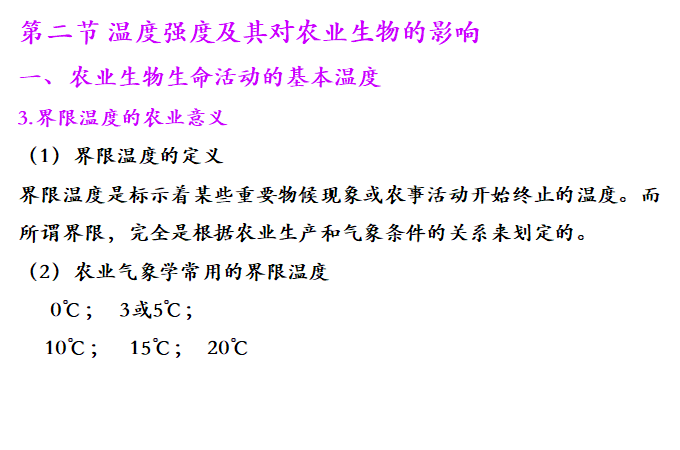 第二节 温度强度及其对农业生物的影响
一、农业生物生命活动的基本温度
3.界限温度的农业意义
（1）界限温度的定义
界限温度是标示着某些重要物候现象或农事活动开始终止的温度。而
所谓界限，完全是根据农业生产和气象条件的关系来划定的。
（2）农业气象学常用的界限温度
0℃； 3或5℃；
10℃； 15℃； 20℃